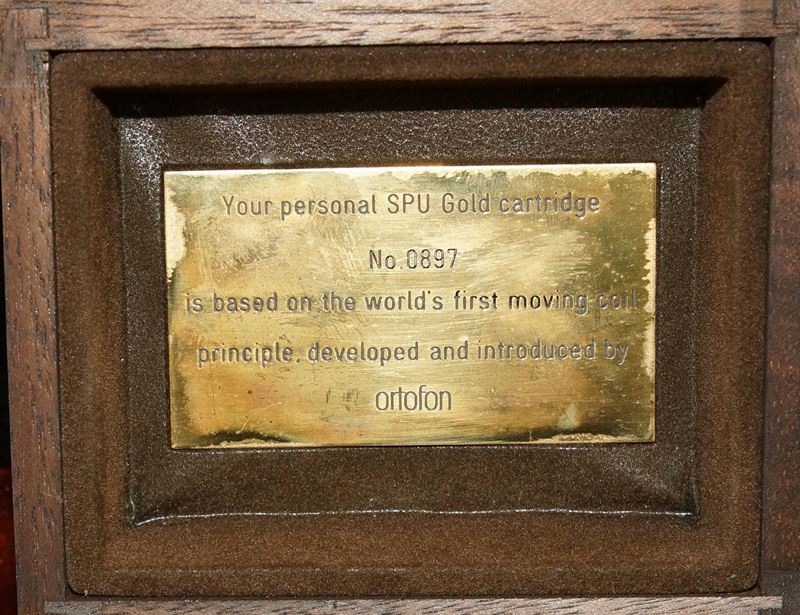 Your personal SPU Gold cartridge
No.0897
is based on the world's first moving coil
principle, developed and introduced by
ortofon